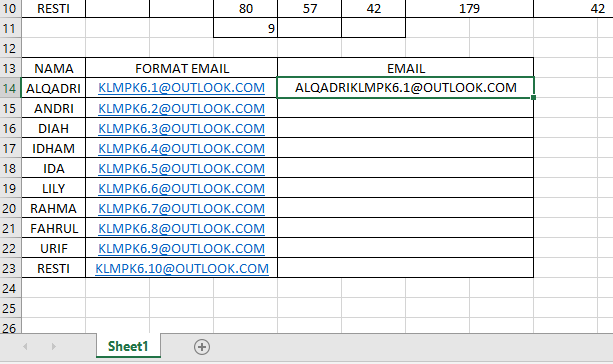 10 RESTI 80 57 42 179 42
11 9
12
13 NAMA FORMAT EMAIL EMAIL
14 ALQADRI KLMPK6.1@OUTLOOK.COM ALQADRIKLMPK6.1@OUTLOOK.COM
15 ANDRI KLMPK6.2@OUTLOOK.COM
16 DIAH KLMPK6.3@OUTLOOK.COM
17 IDHAM KLMPK6.4@OUTLOOK.COM
18 IDA KLMPK6.5@OUTLOOK.COM
19 LILY KLMPK6.6@OUTLOOK.COM
20 RAHMA KLMPK6.7@OUTLOOK.COM
21 FAHRUL KLMPK6.8@OUTLOOK.COM
22 URIF KLMPK6.9@OUTLOOK.COM
23 RESTI KLMPK6.10@OUTLOOK.COM
24
25
26
Sheet1